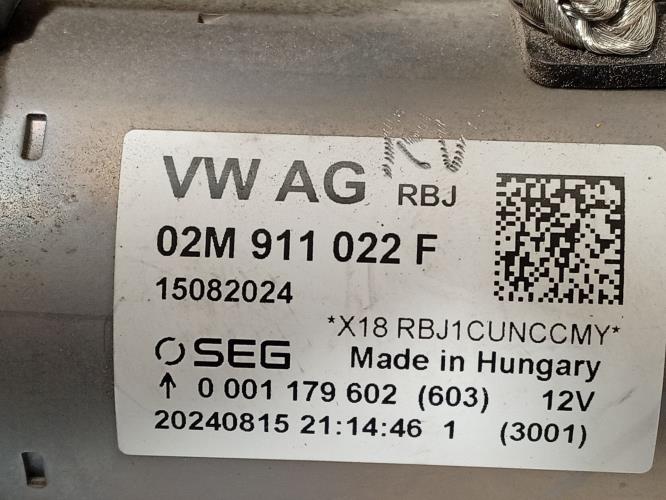 VW AG RBJ
02M 911 022 F
15082024
*X18 RBJ1CUNCCMY*
SEG Made in Hungary
↑ 0 001 179 602 (603) 12V
20240815 21:14:46 1 (3001)